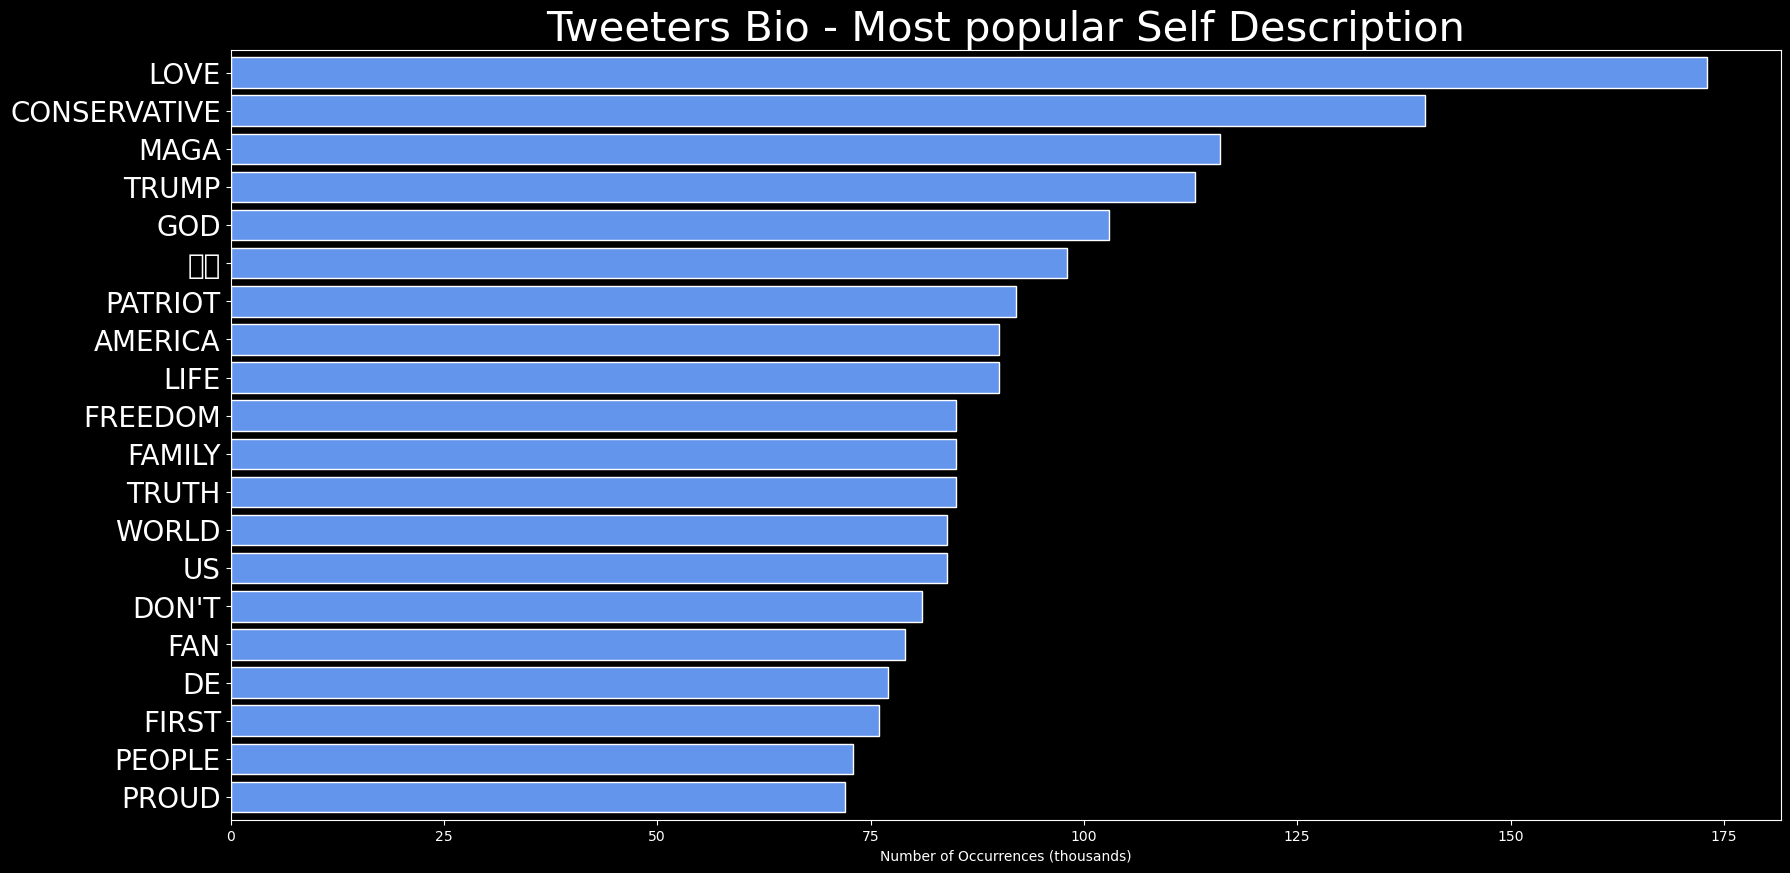 Tweeters Bio - Most popular Self Description
LOVE
CONSERVATIVE
MAGA
TRUMP
GOD
PATRIOT
AMERICA
LIFE
FREEDOM
FAMILY
TRUTH
WORLD
US
DON'T
FAN
DE
FIRST
PEOPLE
PROUD
0 25 50 75 100 125 150 175
Number of Occurrences (thousands)